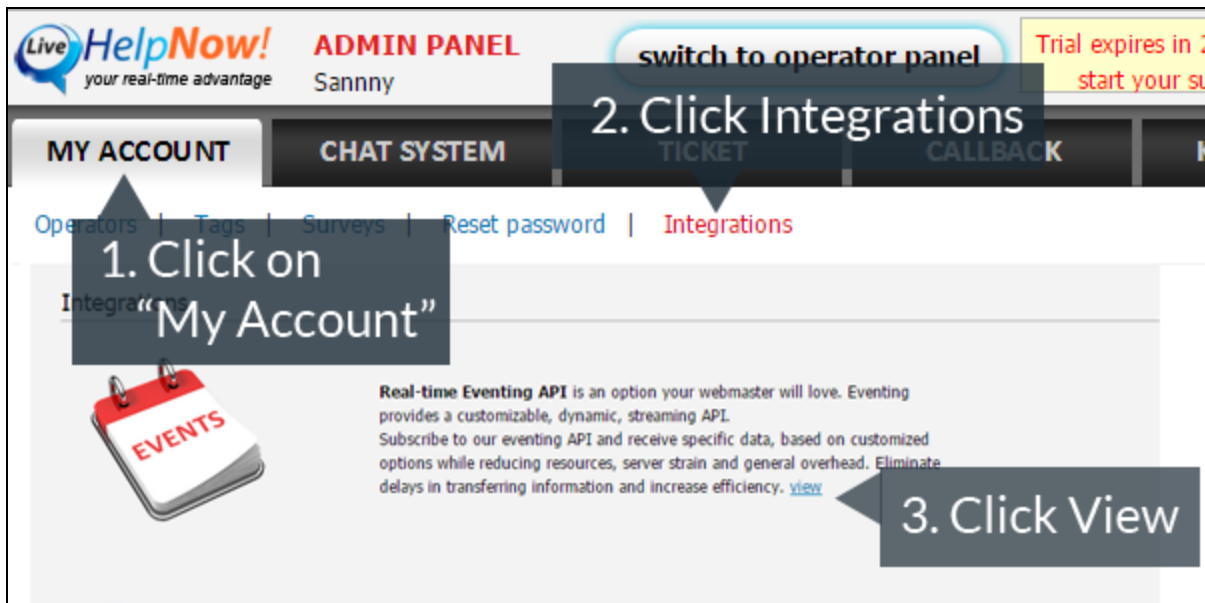 Live HelpNow!
your real-time advantage
ADMIN PANEL
Sannny
switch to operator panel
Trial expires in 2
start your su
2. Click Integrations
MY ACCOUNT
CHAT SYSTEM
TICKET
CALLBACK
K
Operators | Tags | Surveys | Reset password | Integrations
1. Click on
“My Account”
Integrations
EVENTS
Real-time Eventing API is an option your webmaster will love. Eventing
provides a customizable, dynamic, streaming API.
Subscribe to our eventing API and receive specific data, based on customized
options while reducing resources, server strain and general overhead. Eliminate
delays in transferring information and increase efficiency. view
3. Click View